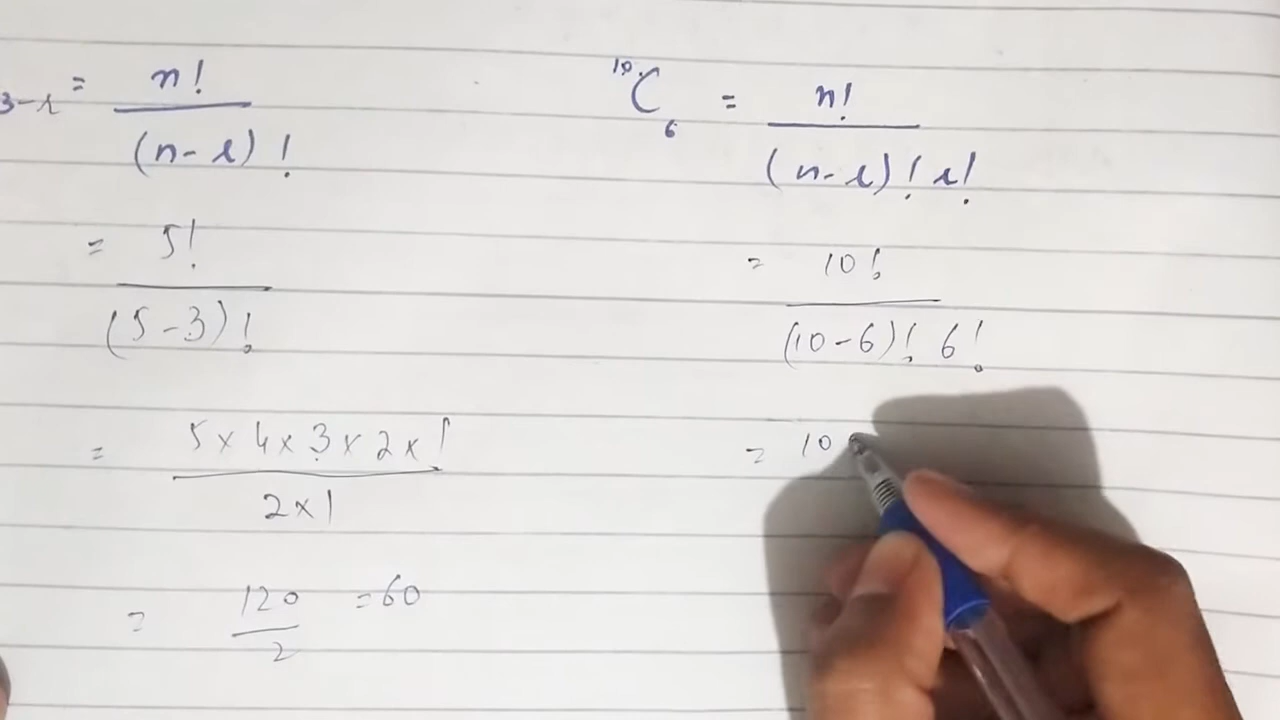 3-r = n! / (n-r)!
= 5! / (5-3)!
= 5 x 4 x 3 x 2 x 1 / 2 x 1
= 120 / 2 = 60
¹⁰C₆ = n! / (n-r)! r!
= 10! / (10-6)! 6!
= 10